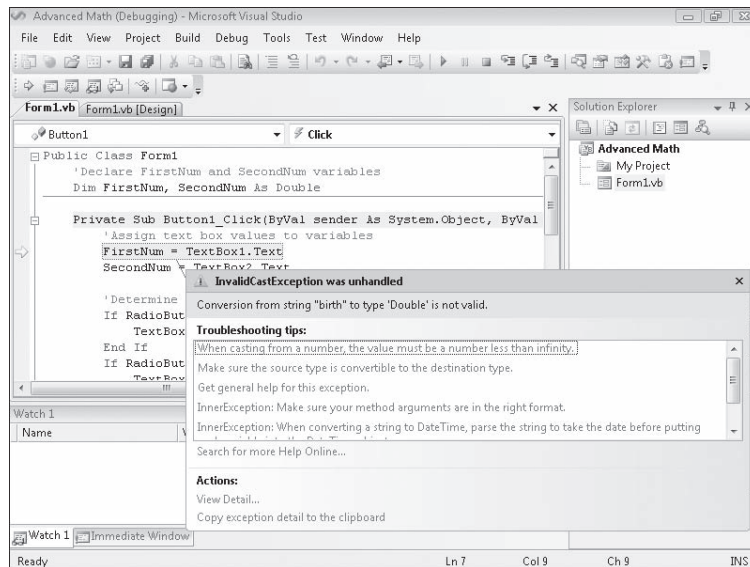 Advanced Math (Debugging) - Microsoft Visual Studio
File Edit View Project Build Debug Tools Test Window Help
Form1.vb Form1.vb [Design]
Button1
Click
Public Class Form1
'Declare FirstNum and SecondNum variables
Dim FirstNum, SecondNum As Double
Private Sub Button1_Click(ByVal sender As System.Object, ByVal
'Assign text box values to variables
FirstNum = TextBox1.Text
SecondNum = TextBox2.Text
'Determine
If RadioBut
TextBox
End If
If RadioBut
TextBox
InvalidCastException was unhandled
Conversion from string "birth" to type 'Double' is not valid.
Troubleshooting tips:
When casting from a number, the value must be a number less than infinity.
Make sure the source type is convertible to the destination type.
Get general help for this exception.
InnerException: Make sure your method arguments are in the right format.
InnerException: When converting a string to DateTime, parse the string to take the date before putting
Search for more Help Online...
Actions:
View Detail...
Copy exception detail to the clipboard
Solution Explorer
Advanced Math
My Project
Form1.vb
Watch 1
Name
Watch 1 Immediate Window
Ready Ln 7 Col 9 Ch 9 INS